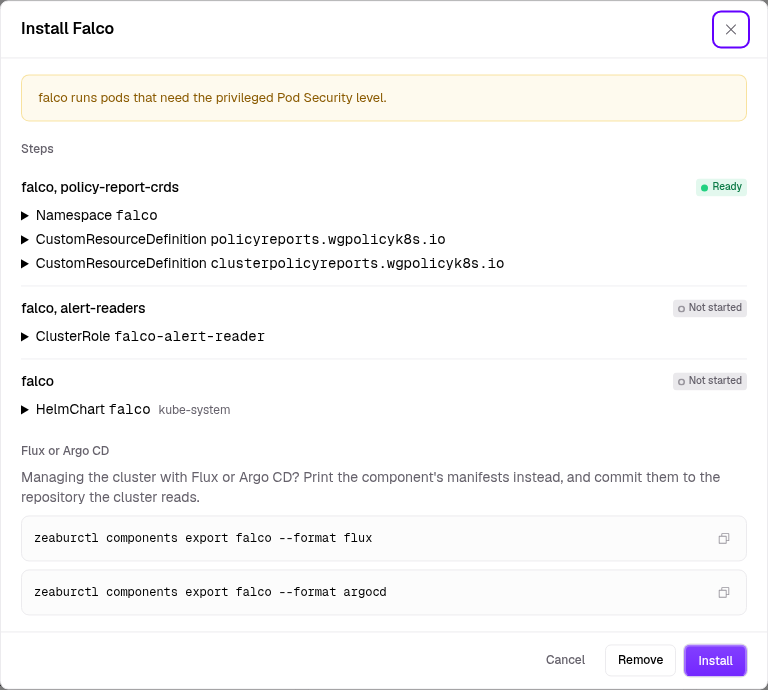 Install Falco
falco runs pods that need the privileged Pod Security level.
Steps
falco, policy-report-crds
Ready
Namespace falco
CustomResourceDefinition policyreports.wgpolicyk8s.io
CustomResourceDefinition clusterpolicyreports.wgpolicyk8s.io
falco, alert-readers
Not started
ClusterRole falco-alert-reader
falco
Not started
HelmChart falco kube-system
Flux or Argo CD
Managing the cluster with Flux or Argo CD? Print the component's manifests instead, and commit them to the
repository the cluster reads.
zeaburctl components export falco --format flux
zeaburctl components export falco --format argocd
Cancel
Remove
Install